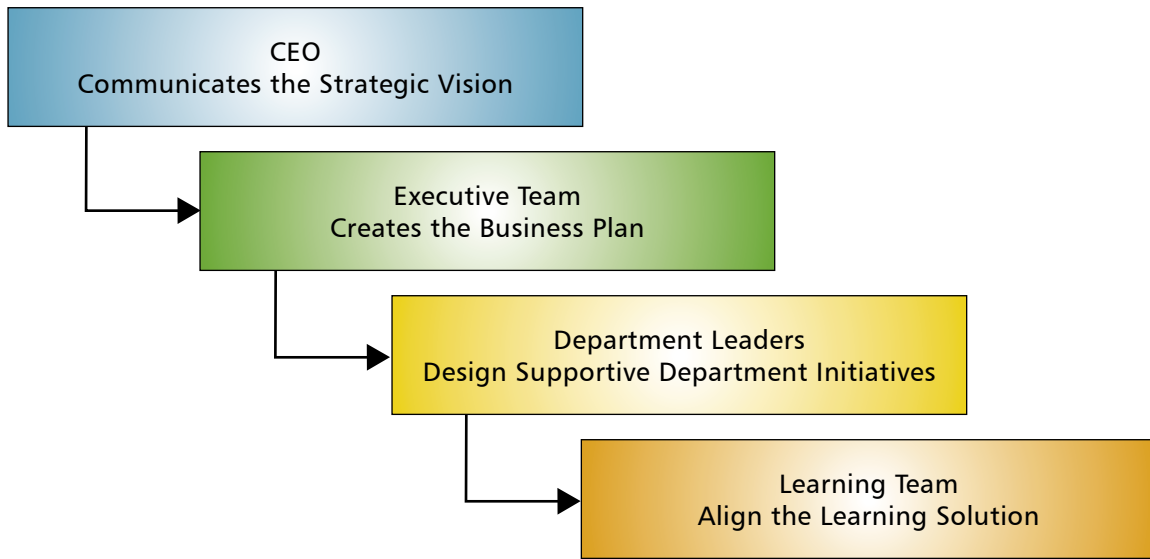 CEO
Communicates the Strategic Vision
Executive Team
Creates the Business Plan
Department Leaders
Design Supportive Department Initiatives
Learning Team
Align the Learning Solution